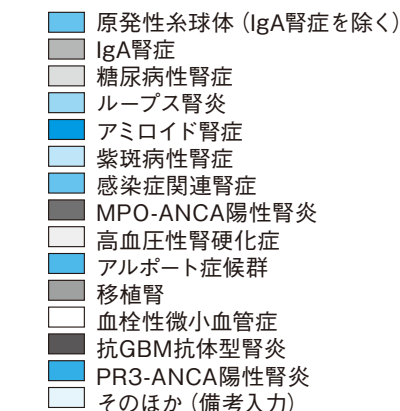 原発性糸球体（IgA腎症を除く）
IgA腎症
糖尿病性腎症
ループス腎炎
アミロイド腎症
紫斑病性腎症
感染症関連腎症
MPO-ANCA陽性腎炎
高血圧性腎硬化症
アルポート症候群
移植腎
血栓性微小血管症
抗GBM抗体型腎炎
PR3-ANCA陽性腎炎
そのほか（備考入力）